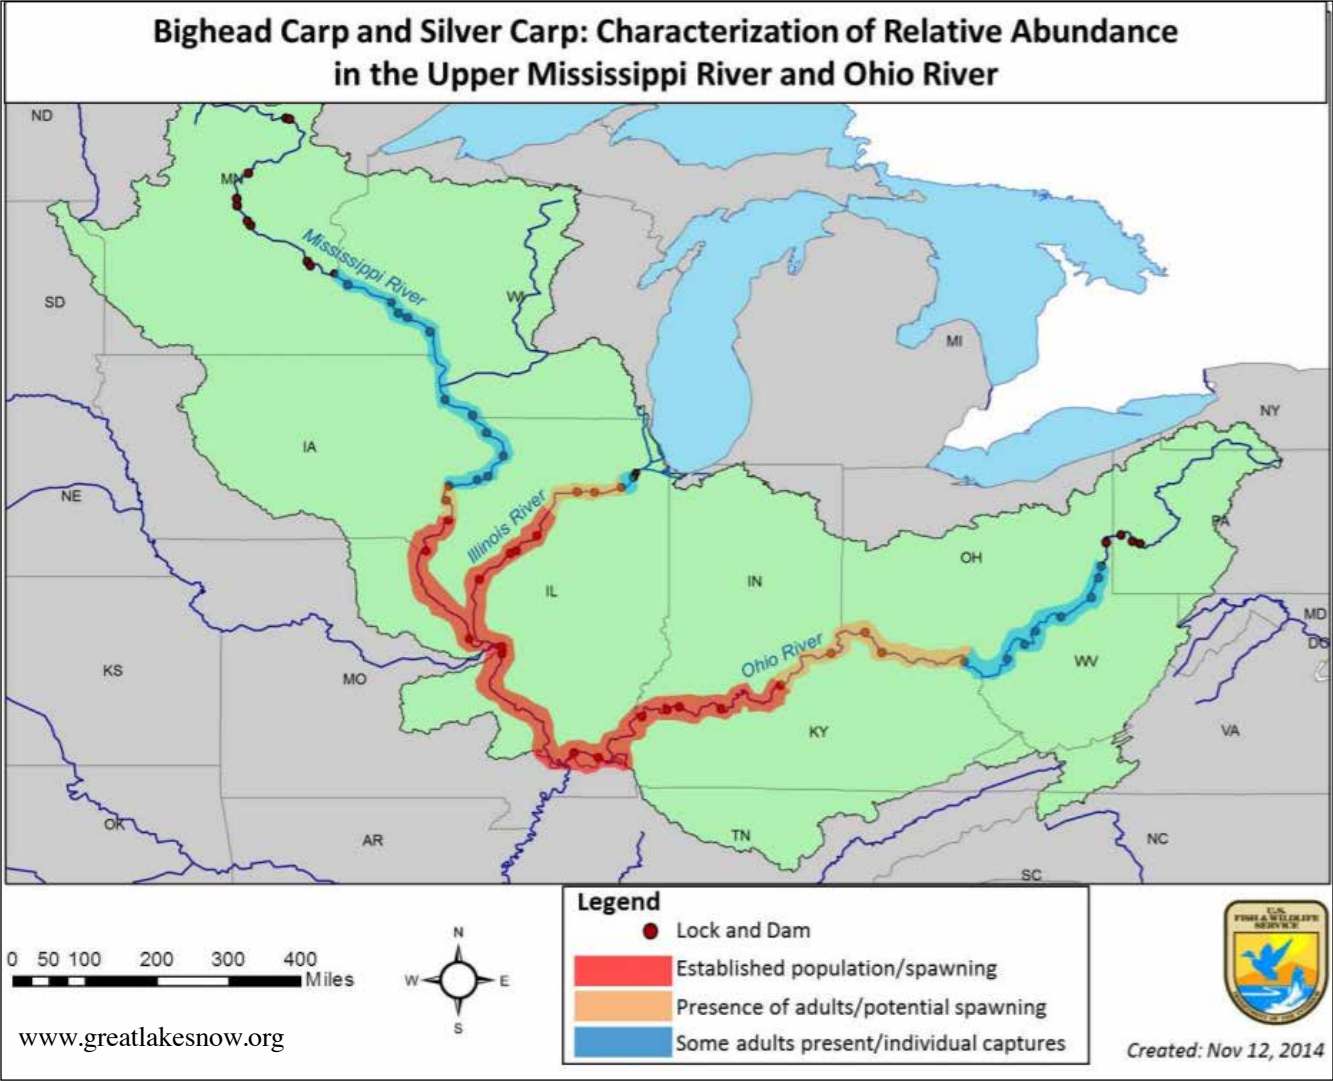 Bighead Carp and Silver Carp: Characterization of Relative Abundance
in the Upper Mississippi River and Ohio River
ND
MN
Mississippi River
SD
WI
MI
NY
IA
NE
Illinois River
PA
OH
IL
IN
MD
DC
Ohio River
WV
KS
MO
KY
VA
OK
AR
TN
NC
SC
Legend
Lock and Dam
Established population/spawning
Presence of adults/potential spawning
Some adults present/individual captures
0 50 100 200 300 400
Miles
N
W E
S
www.greatlakesnow.org
U.S.
FISH & WILDLIFE
SERVICE
Created: Nov 12, 2014